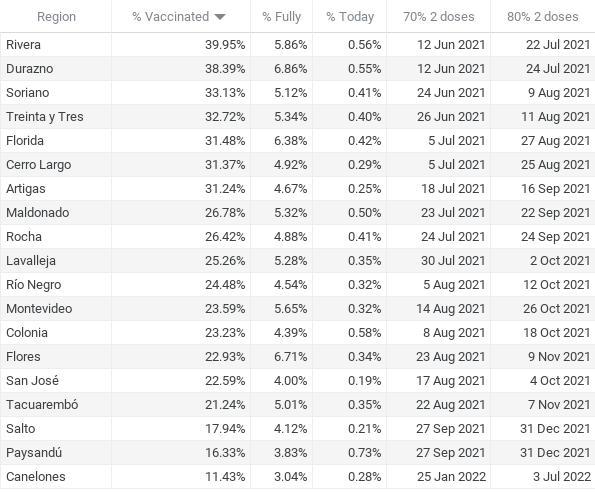 Region % Vaccinated % Fully % Today 70% 2 doses 80% 2 doses
Rivera 39.95% 5.86% 0.56% 12 Jun 2021 22 Jul 2021
Durazno 38.39% 6.86% 0.55% 12 Jun 2021 24 Jul 2021
Soriano 33.13% 5.12% 0.41% 24 Jun 2021 9 Aug 2021
Treinta y Tres 32.72% 5.34% 0.40% 26 Jun 2021 11 Aug 2021
Florida 31.48% 6.38% 0.42% 5 Jul 2021 27 Aug 2021
Cerro Largo 31.37% 4.92% 0.29% 5 Jul 2021 25 Aug 2021
Artigas 31.24% 4.67% 0.25% 18 Jul 2021 16 Sep 2021
Maldonado 26.78% 5.32% 0.50% 23 Jul 2021 22 Sep 2021
Rocha 26.42% 4.88% 0.41% 24 Jul 2021 24 Sep 2021
Lavalleja 25.26% 5.28% 0.35% 30 Jul 2021 2 Oct 2021
Río Negro 24.48% 4.54% 0.32% 5 Aug 2021 12 Oct 2021
Montevideo 23.59% 5.65% 0.32% 14 Aug 2021 26 Oct 2021
Colonia 23.23% 4.39% 0.58% 8 Aug 2021 18 Oct 2021
Flores 22.93% 6.71% 0.34% 23 Aug 2021 9 Nov 2021
San José 22.59% 4.00% 0.19% 17 Aug 2021 4 Oct 2021
Tacuarembó 21.24% 5.01% 0.35% 22 Aug 2021 7 Nov 2021
Salto 17.94% 4.12% 0.21% 27 Sep 2021 31 Dec 2021
Paysandú 16.33% 3.83% 0.73% 27 Sep 2021 31 Dec 2021
Canelones 11.43% 3.04% 0.28% 25 Jan 2022 3 Jul 2022